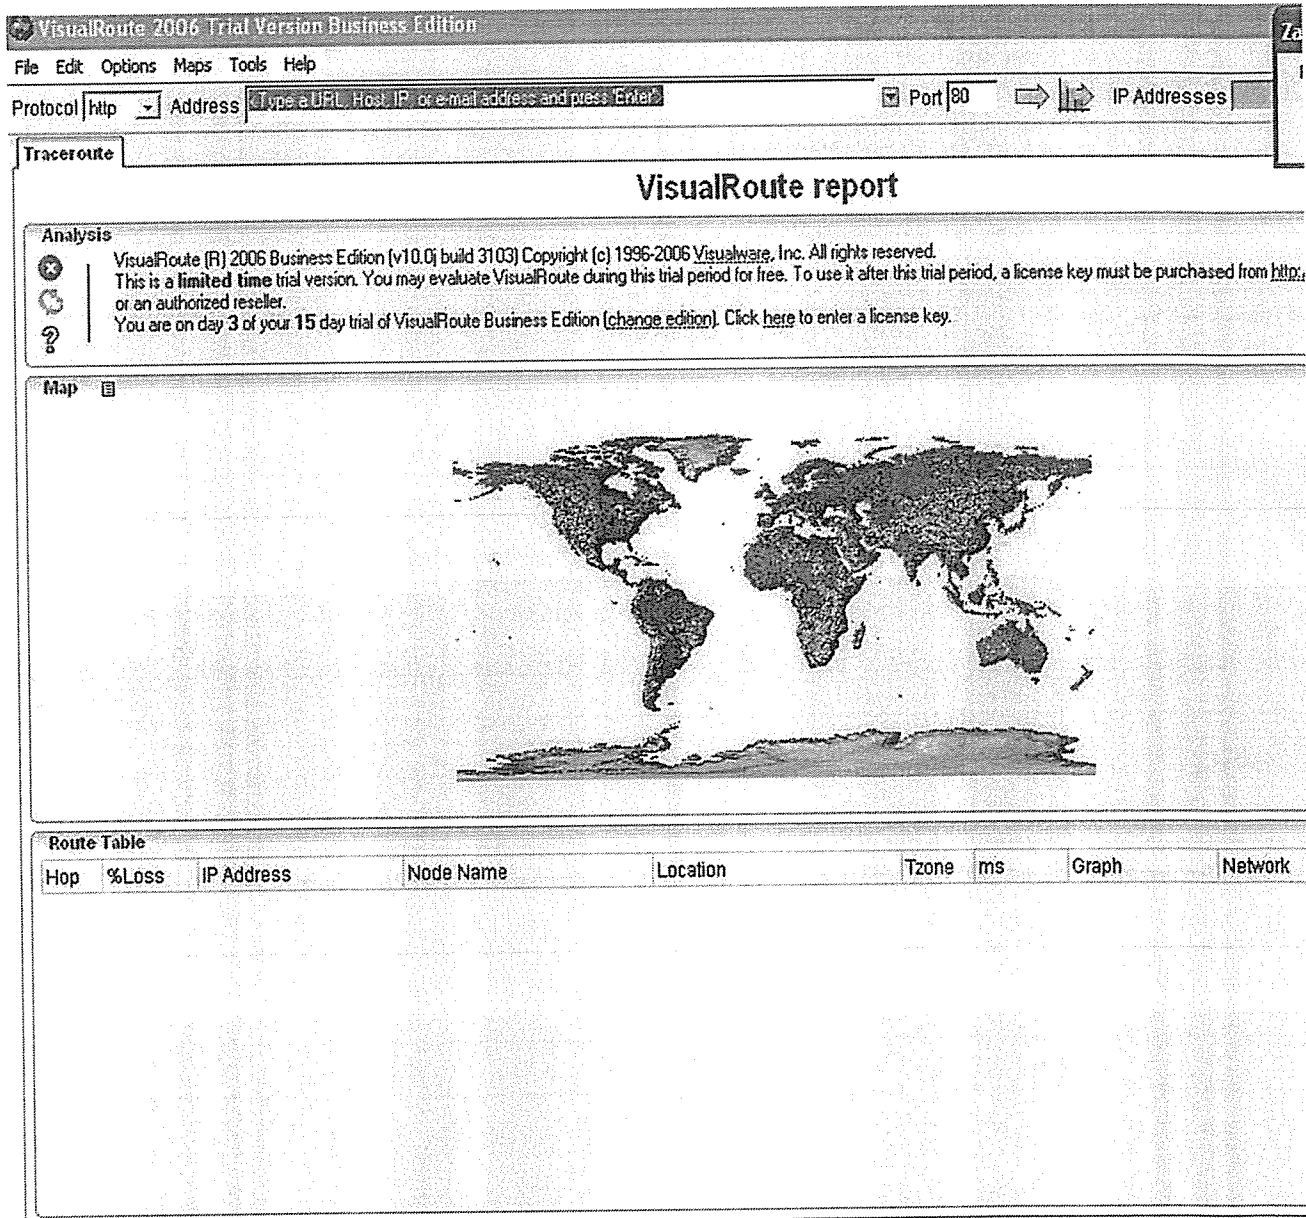 VisualRoute 2006 Trial Version Business Edition
File Edit Options Maps Tools Help
Protocol http Address <Type a URL, Host, IP, or e-mail address and press 'Enter'> Port 80 IP Addresses
Traceroute
VisualRoute report
Analysis
VisualRoute (R) 2006 Business Edition (v10.0j build 3103) Copyright (c) 1996-2006 Visualware, Inc. All rights reserved.
This is a limited time trial version. You may evaluate VisualRoute during this trial period for free. To use it after this trial period, a license key must be purchased from http:
or an authorized reseller.
You are on day 3 of your 15 day trial of VisualRoute Business Edition (change edition). Click here to enter a license key.
Map
Route Table
Hop %Loss IP Address Node Name Location Tzone ms Graph Network